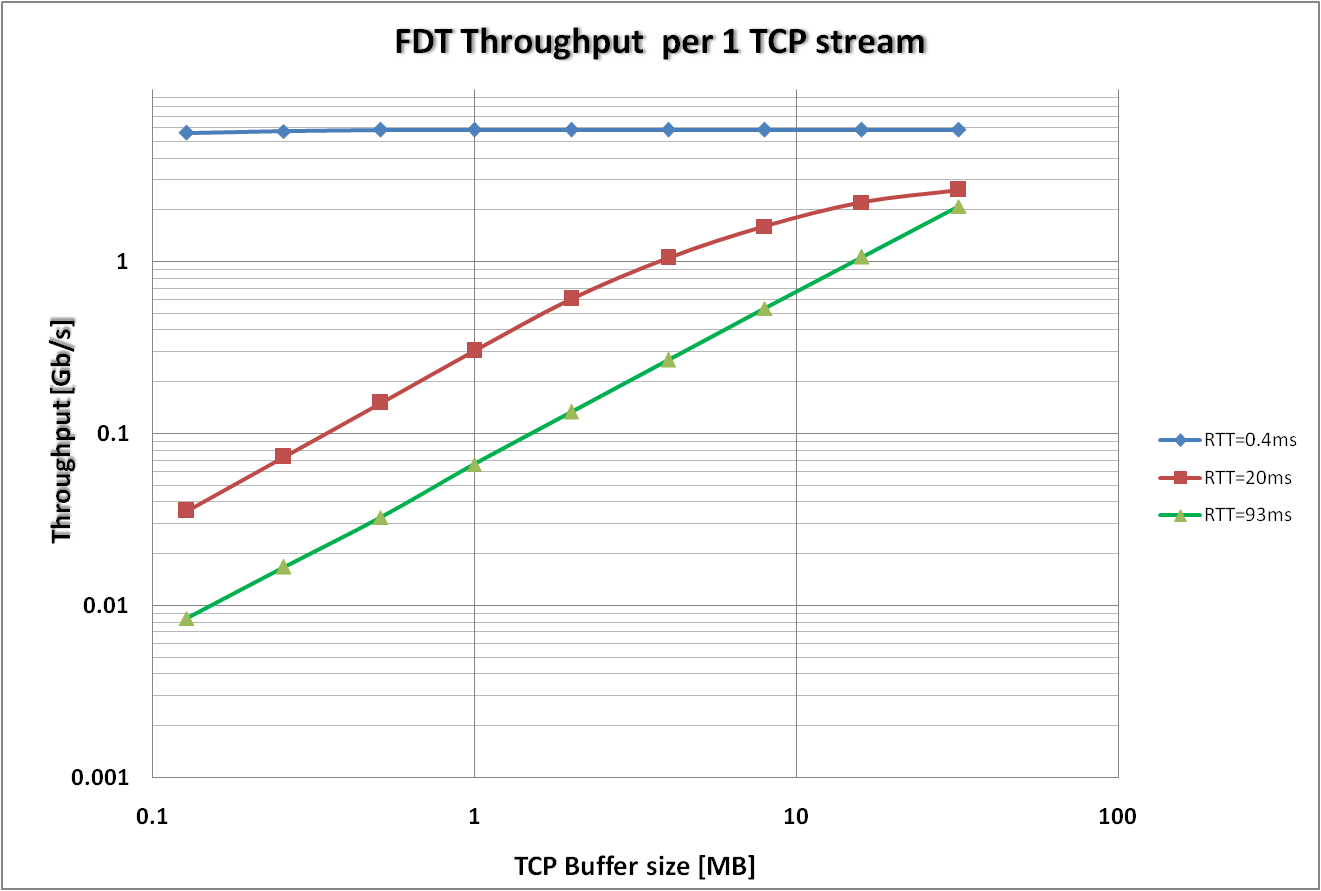 FDT Throughput  per 1 TCP stream
Throughput [Gb/s]
1
0.1
0.01
0.001
0.1 1 10 100
TCP Buffer size [MB]
RTT=0.4ms
RTT=20ms
RTT=93ms